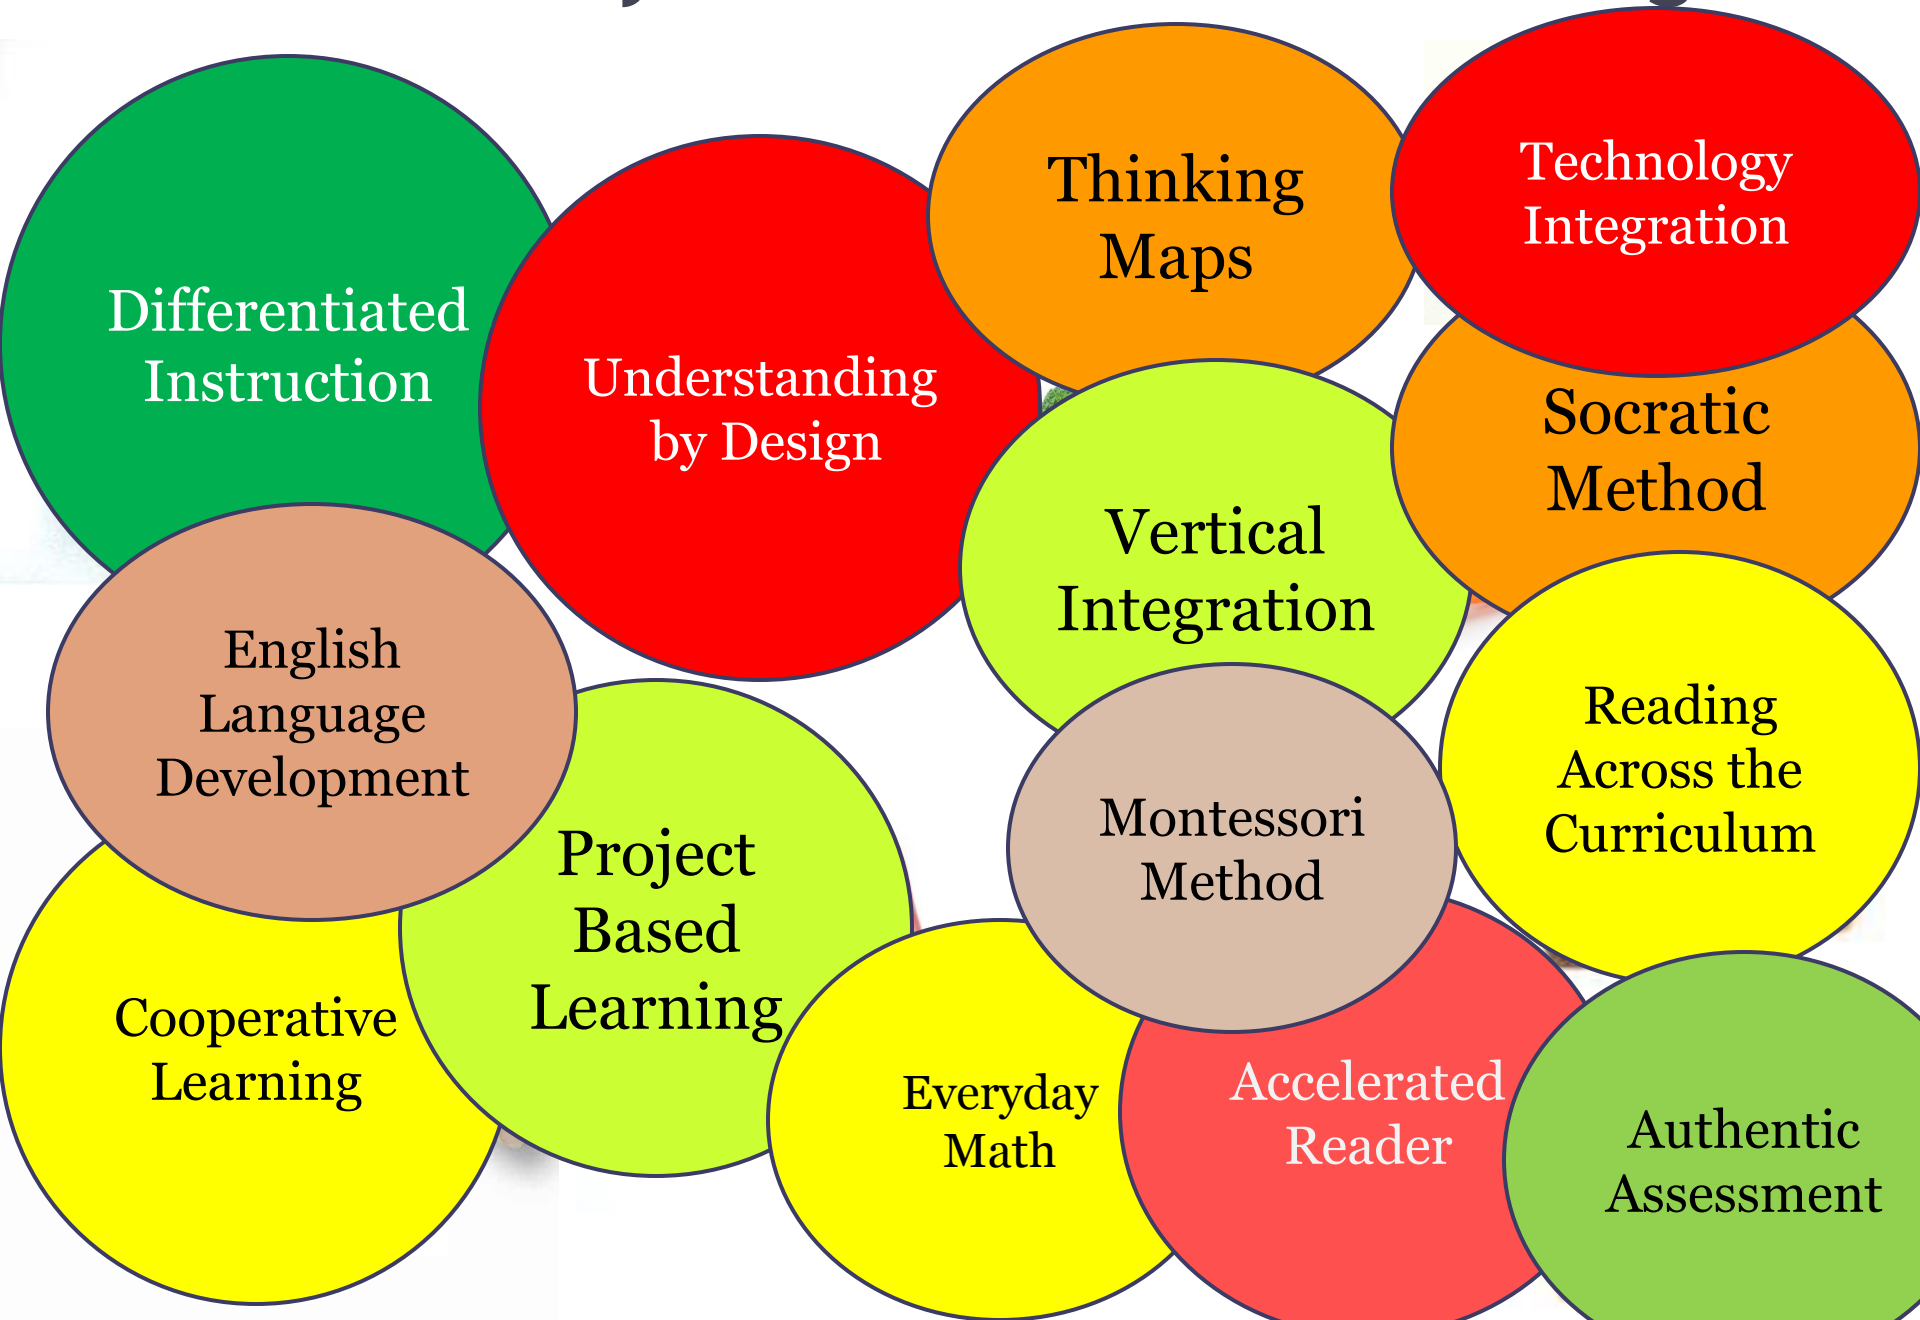 Differentiated
Instruction
Understanding
by Design
Thinking
Maps
Technology
Integration
Socratic
Method
Vertical
Integration
English
Language
Development
Project
Based
Learning
Montessori
Method
Reading
Across the
Curriculum
Cooperative
Learning
Everyday
Math
Accelerated
Reader
Authentic
Assessment